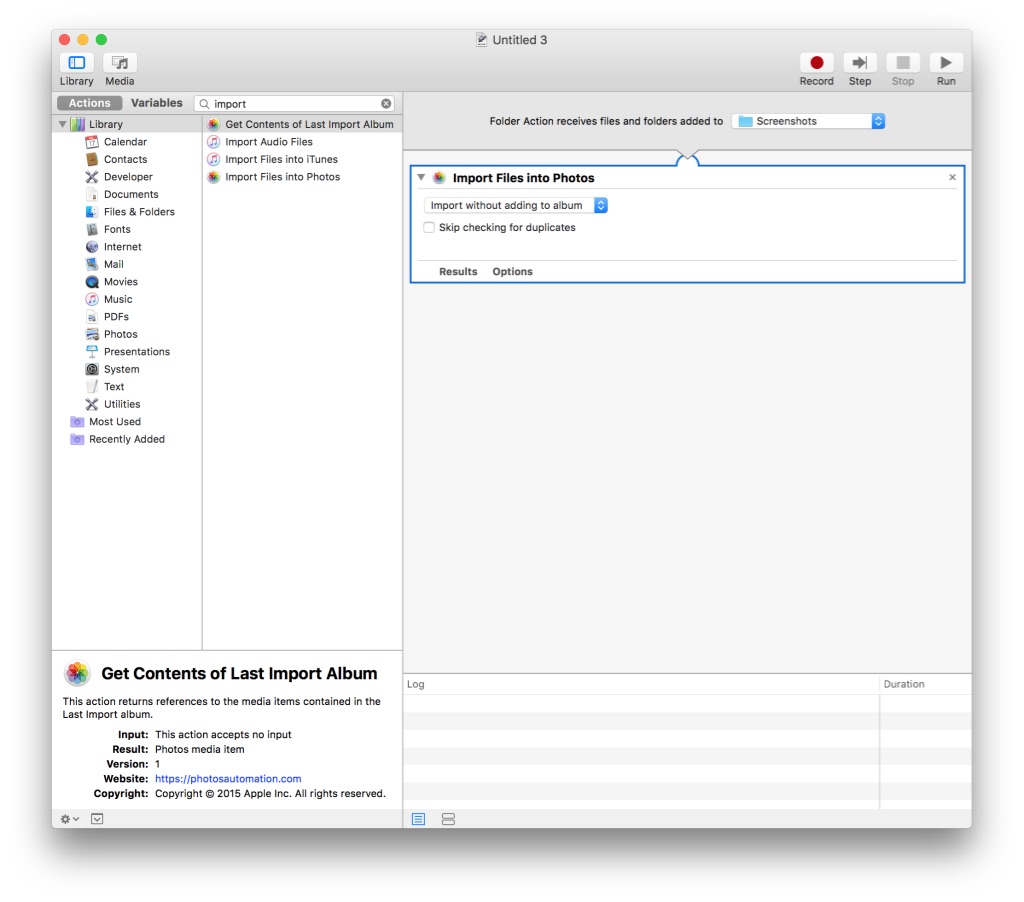 Untitled 3
Library Media
Record Step Stop Run
Actions Variables import
Folder Action receives files and folders added to Screenshots
Library
Calendar
Contacts
Developer
Documents
Files & Folders
Fonts
Internet
Mail
Movies
Music
PDFs
Photos
Presentations
System
Text
Utilities
Most Used
Recently Added
Get Contents of Last Import Album
Import Audio Files
Import Files into iTunes
Import Files into Photos
Import Files into Photos
Import without adding to album
Skip checking for duplicates
Results Options
Get Contents of Last Import Album
This action returns references to the media items contained in the
Last Import album.
Input: This action accepts no input
Result: Photos media item
Version: 1
Website: https://photosautomation.com
Copyright: Copyright © 2015 Apple Inc. All rights reserved.
Log Duration